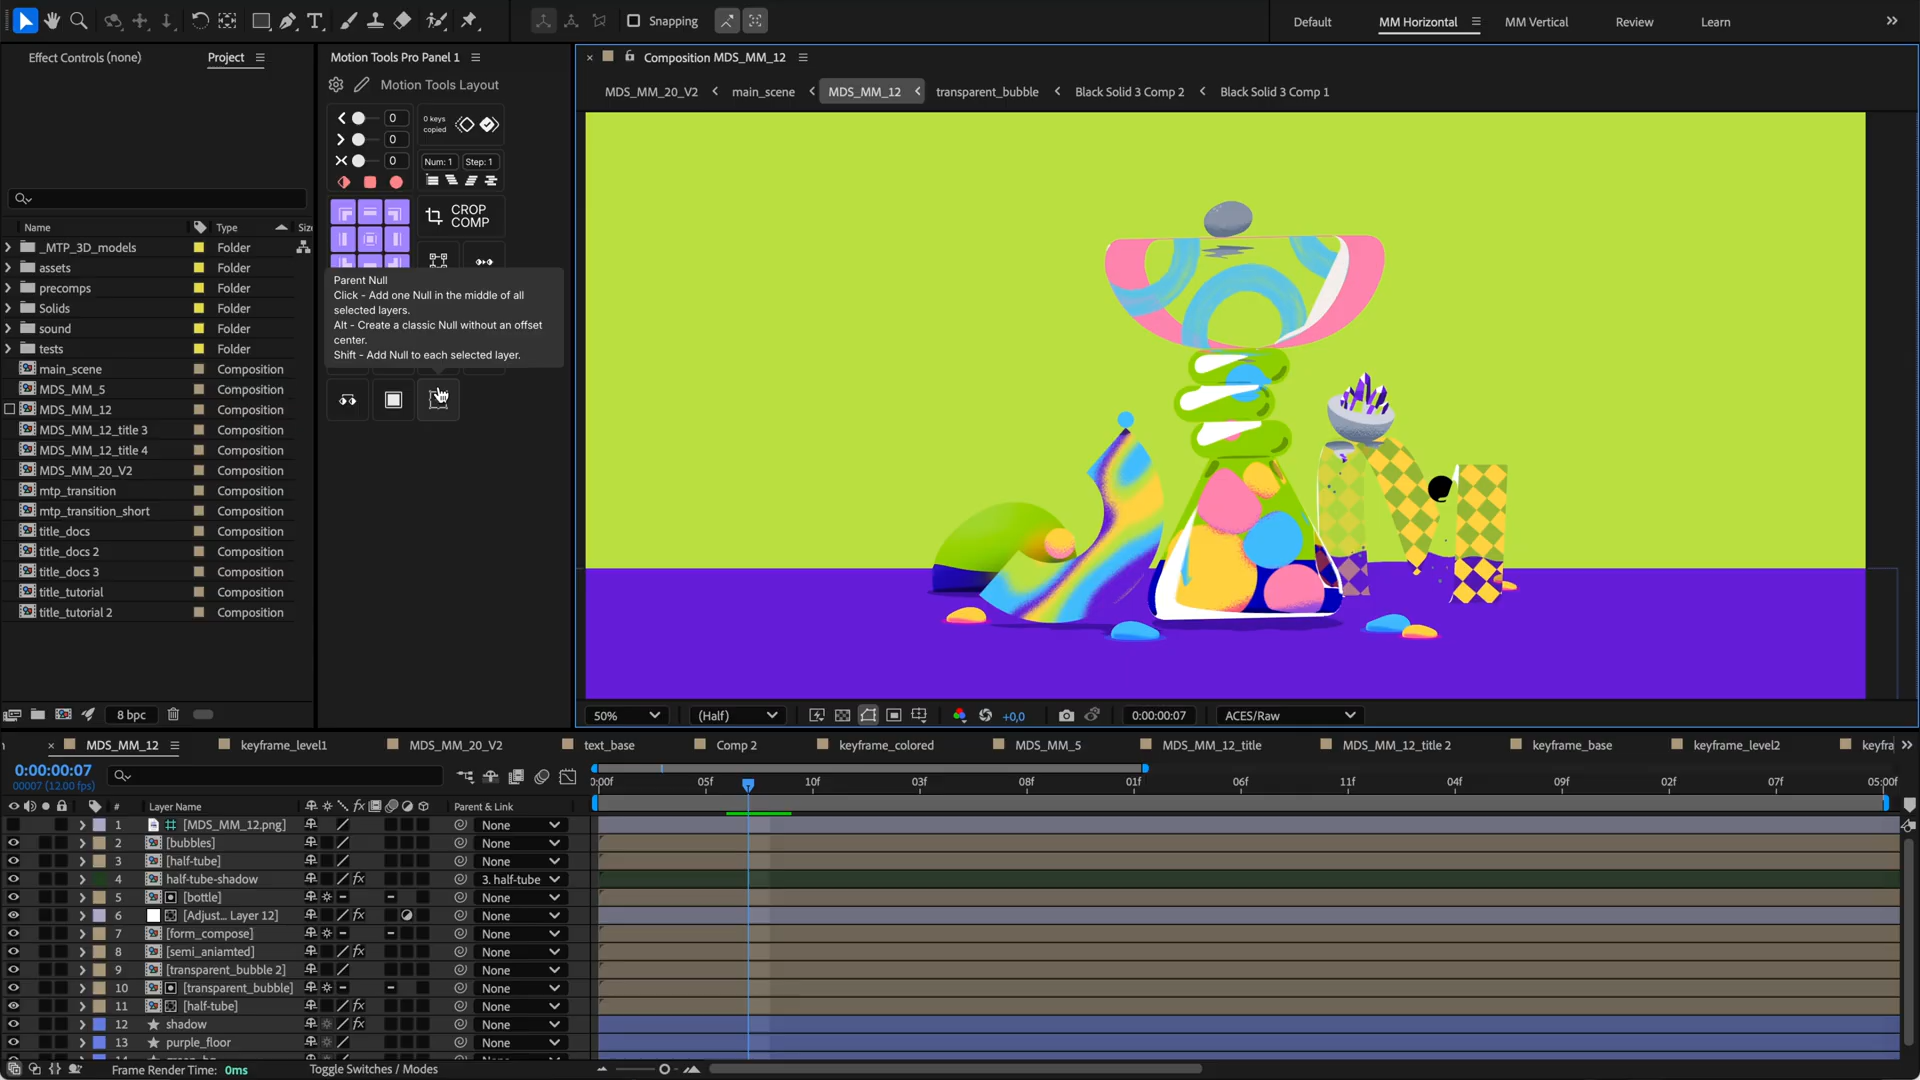 Snapping
Default
MM Horizontal
MM Vertical
Review
Learn
Effect Controls (none)
Project
Motion Tools Pro Panel 1
Composition MDS_MM_12
Motion Tools Layout
MDS_MM_20_V2
main_scene
MDS_MM_12
transparent_bubble
Black Solid 3 Comp 2
Black Solid 3 Comp 1
0
0 keys copied
0
0
Num: 1
Step: 1
CROP COMP
Parent Null
Click - Add one Null in the middle of all
selected layers.
Alt - Create a classic Null without an offset
center.
Shift - Add Null to each selected layer.
Name
Type
Size
_MTP_3D_models Folder
assets Folder
precomps Folder
Solids Folder
sound Folder
tests Folder
main_scene Composition
MDS_MM_5 Composition
MDS_MM_12 Composition
MDS_MM_12_title 3 Composition
MDS_MM_12_title 4 Composition
MDS_MM_20_V2 Composition
mtp_transition Composition
mtp_transition_short Composition
title_docs Composition
title_docs 2 Composition
title_docs 3 Composition
title_tutorial Composition
title_tutorial 2 Composition
8 bpc
50%
(Half)
+0,0
0:00:00:07
ACES/Raw
MDS_MM_12
keyframe_level1
MDS_MM_20_V2
text_base
Comp 2
keyframe_colored
MDS_MM_5
MDS_MM_12_title
MDS_MM_12_title 2
keyframe_base
keyframe_level2
keyfra
0:00:00:07
00007 (12.00 fps)
0:00f 05f 10f 03f 08f 01f 06f 11f 04f 09f 02f 07f 05:00f
# Layer Name fx Parent & Link
1 [MDS_MM_12.png] None
2 [bubbles] None
3 [half-tube] None
4 half-tube-shadow fx 3. half-tube
5 [bottle] None
6 [Adjust... Layer 12] fx None
7 [form_compose] None
8 [semi_aniamted] fx None
9 [transparent_bubble 2] None
10 [transparent_bubble] None
11 [half-tube] fx None
12 shadow fx None
13 purple_floor None
Frame Render Time: 0ms
Toggle Switches / Modes